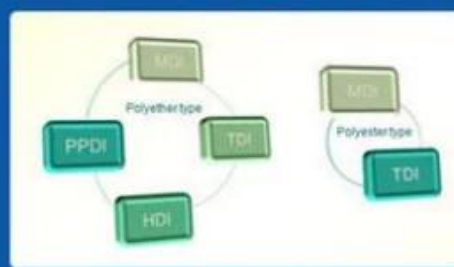 MDI
Polyether type
PPDI
TDI
HDI
MDI
Polyester type
TDI